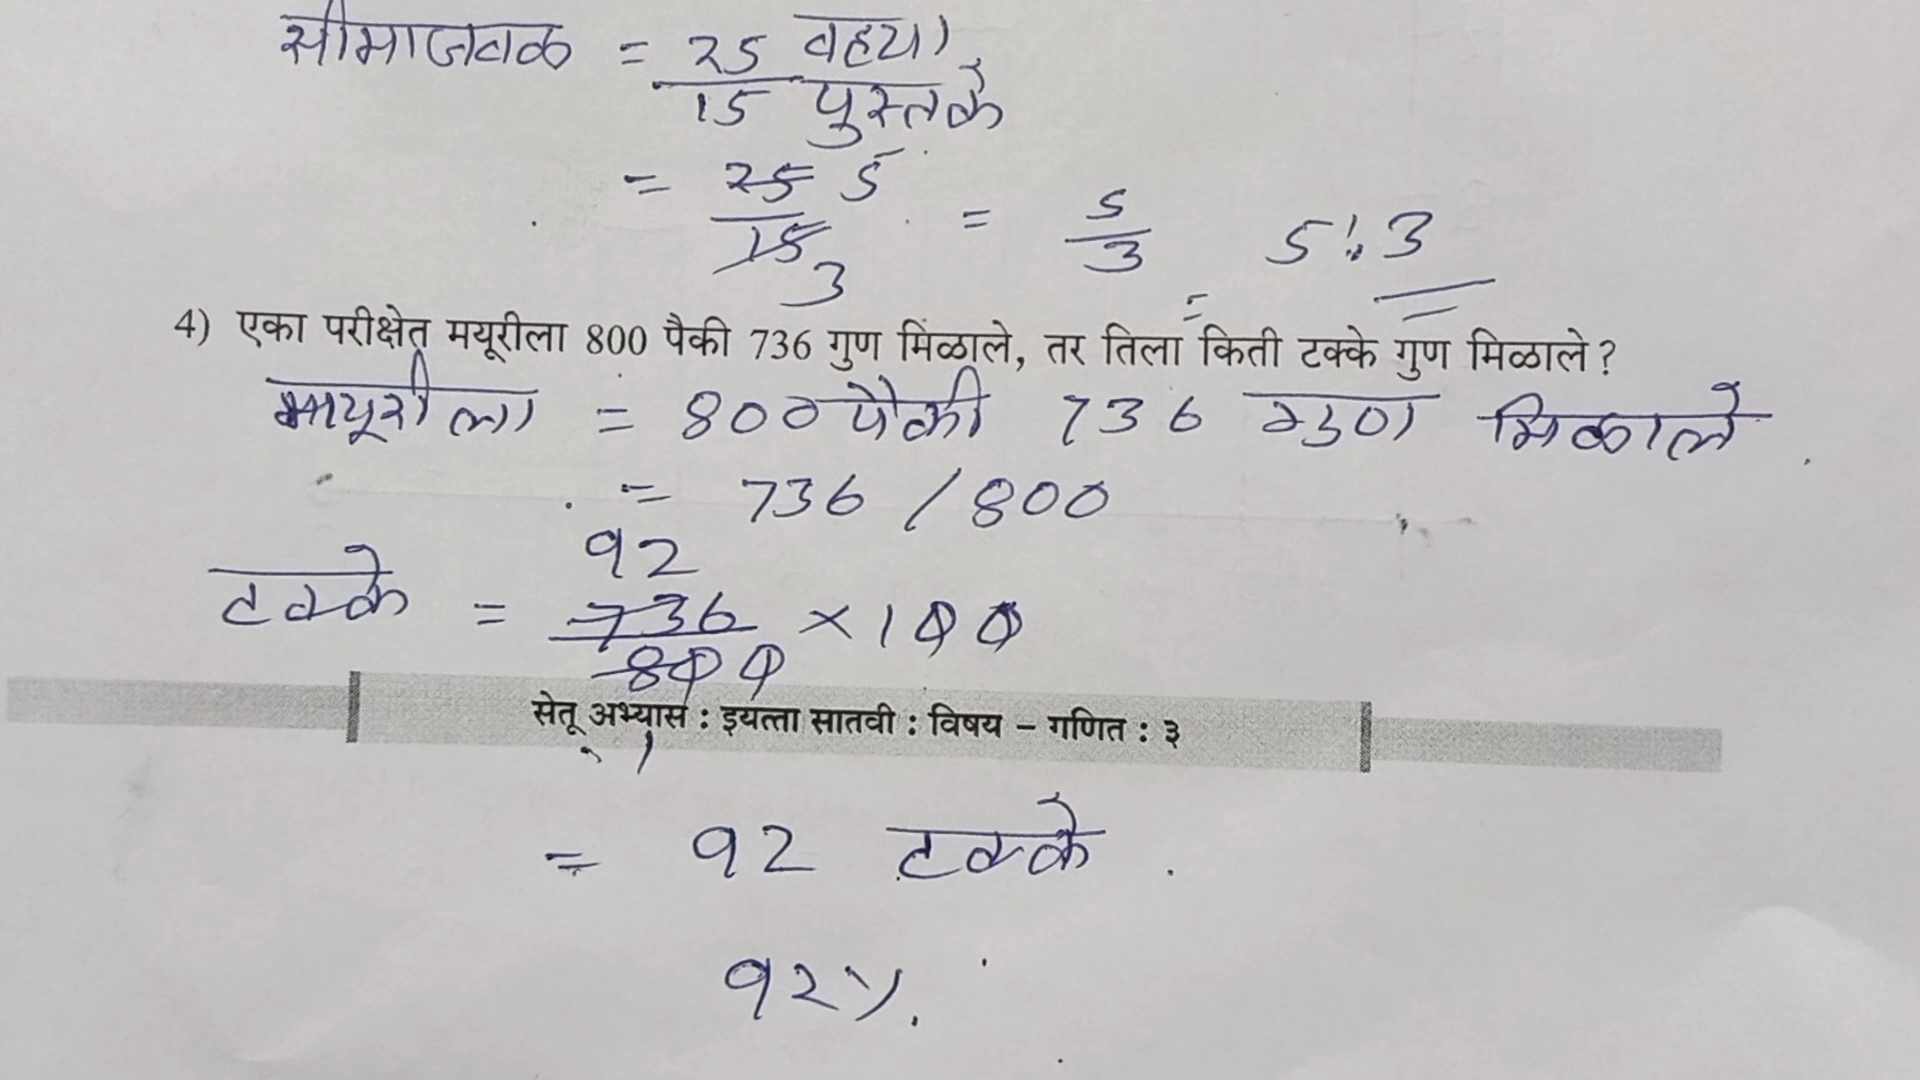 सीमाजवळ = 25 वह्या
15 पुस्तके
= 25 5 = 5 5:3
15 3 3
=
4) एका परीक्षेत मयूरीला 800 पैकी 736 गुण मिळाले, तर तिला किती टक्के गुण मिळाले?
मयूरीला = 800 पैकी 736 गुण मिळाले
= 736 / 800
92
टक्के = 736 × 100
800
सेतू अभ्यास : इयत्ता सातवी : विषय – गणित : ३
1
= 92 टक्के.
92%.